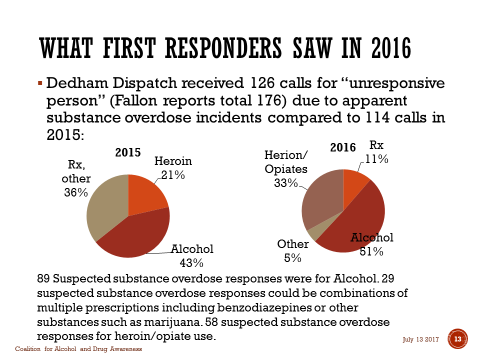 WHAT FIRST RESPONDERS SAW IN 2016
Dedham Dispatch received 126 calls for “unresponsive
person” (Fallon reports total 176) due to apparent
substance overdose incidents compared to 114 calls in
2015:
2015
Rx,
other
36%
Heroin
21%
Alcohol
43%
2016
Herion/
Opiates
33%
Rx
11%
Other
5%
Alcohol
51%
89 Suspected substance overdose responses were for Alcohol. 29
suspected substance overdose responses could be combinations of
multiple prescriptions including benzodiazepines or other
substances such as marijuana. 58 suspected substance overdose
responses for heroin/opiate use.
July 13 2017
13
Coalition for Alcohol and Drug Awareness